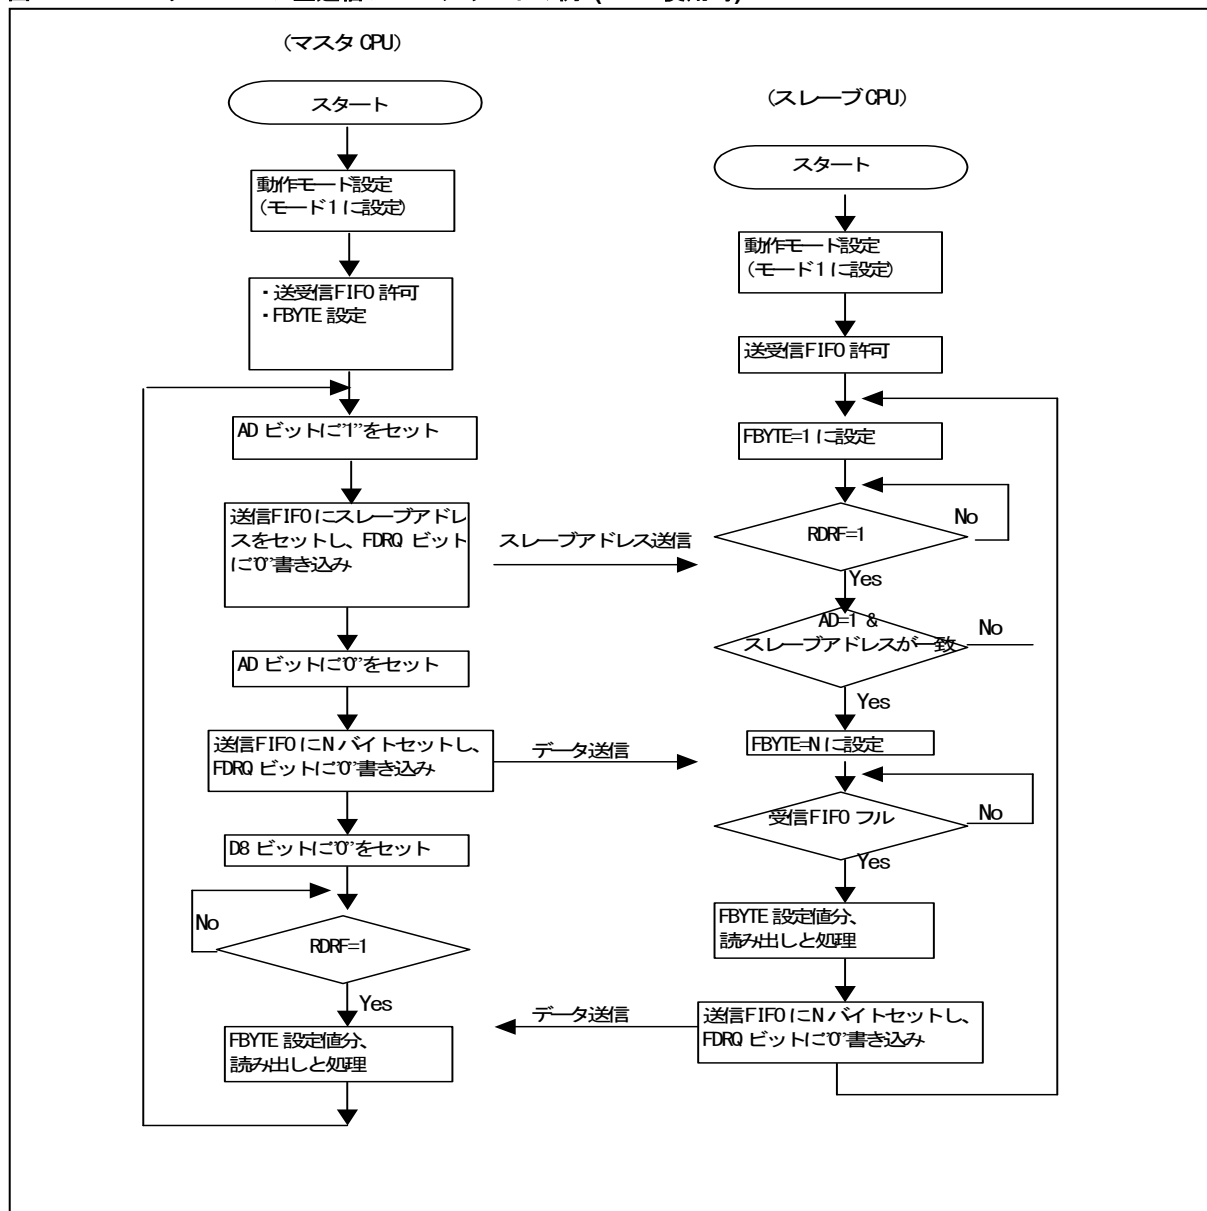 (マスタ CPU)
スタート
動作モード設定
(モード1 に設定)
・送受信FIFO 許可
・FBYTE 設定
AD ビットに"1"をセット
送信FIFO にスレーブアドレ
スをセットし、FDRQ ビット
に"0"書き込み
スレーブアドレス送信
AD ビットに"0"をセット
送信FIFO にN バイトセットし、
FDRQ ビットに"0"書き込み
データ送信
D8 ビットに"0"をセット
No
RDRF=1
Yes
FBYTE 設定値分、
読み出しと処理
データ送信
(スレーブ CPU)
スタート
動作モード設定
(モード1 に設定)
送受信FIFO 許可
FBYTE=1 に設定
RDRF=1
No
Yes
AD=1 &
スレーブアドレスが一致
No
Yes
FBYTE=N に設定
受信FIFO フル
No
Yes
FBYTE 設定値分、
読み出しと処理
送信FIFO にN バイトセットし、
FDRQ ビットに"0"書き込み